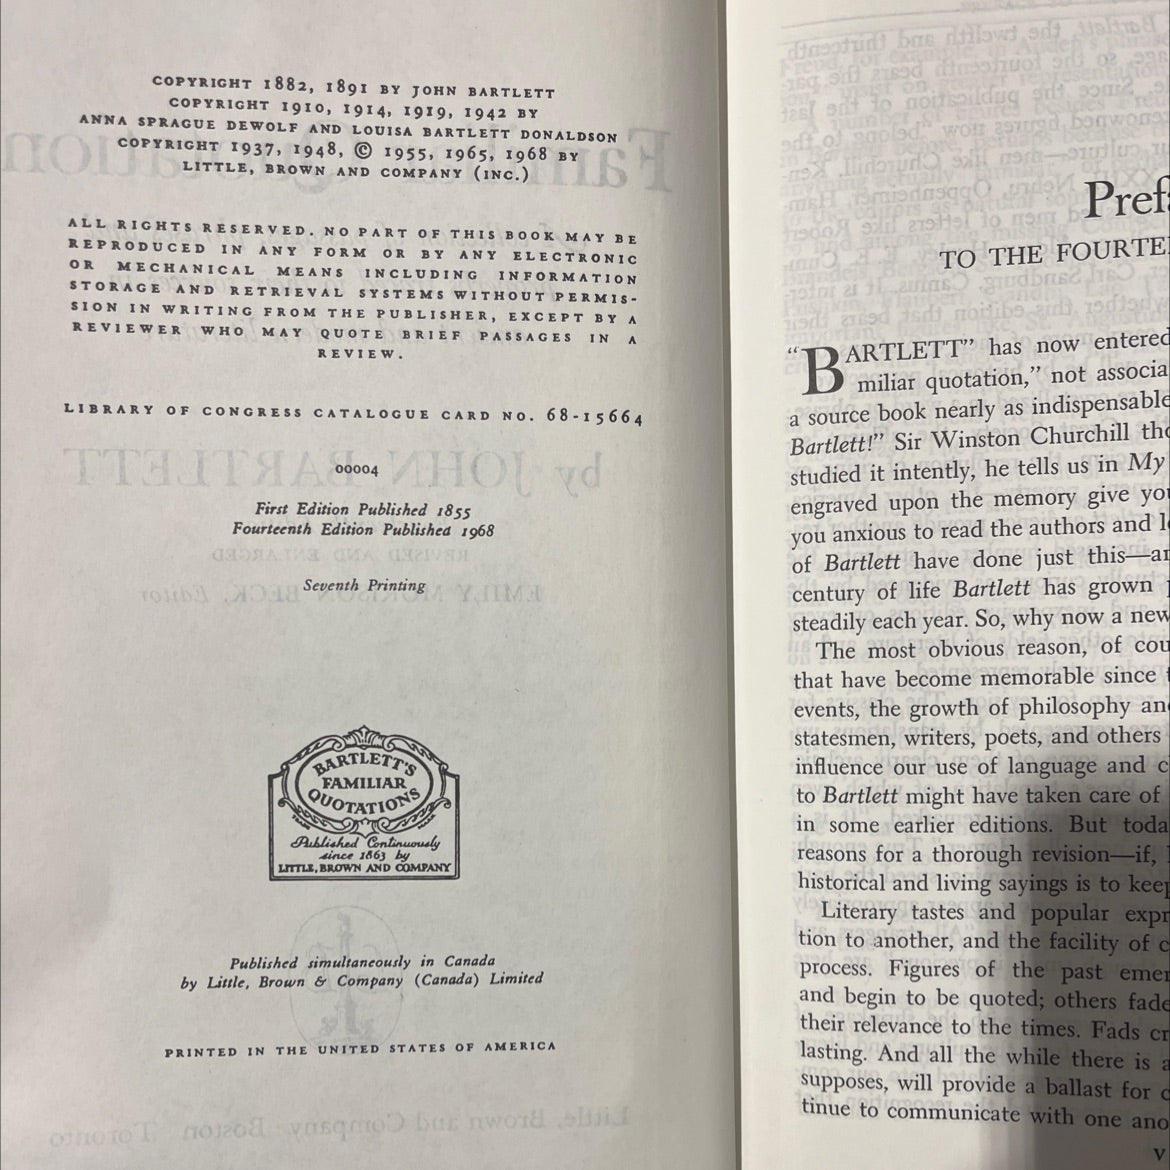 COPYRIGHT 1882, 1891 BY JOHN BARTLETT
COPYRIGHT 1910, 1914, 1919, 1942 BY
ANNA SPRAGUE DEWOLF AND LOUISA BARTLETT DONALDSON
COPYRIGHT 1937, 1948, © 1955, 1965, 1968 BY
LITTLE, BROWN AND COMPANY (INC.)
ALL RIGHTS RESERVED. NO PART OF THIS BOOK MAY BE
REPRODUCED IN ANY FORM OR BY ANY ELECTRONIC
OR MECHANICAL MEANS INCLUDING INFORMATION
STORAGE AND RETRIEVAL SYSTEMS WITHOUT PERMIS-
SION IN WRITING FROM THE PUBLISHER, EXCEPT BY A
REVIEWER WHO MAY QUOTE BRIEF PASSAGES IN A
REVIEW.
LIBRARY OF CONGRESS CATALOGUE CARD NO. 68-15664
00004
First Edition Published 1855
Fourteenth Edition Published 1968
Seventh Printing
BARTLETT'S
FAMILIAR
QUOTATIONS
Published Continuously
since 1863 by
LITTLE, BROWN AND COMPANY
Published simultaneously in Canada
by Little, Brown & Company (Canada) Limited
PRINTED IN THE UNITED STATES OF AMERICA
Pref
TO THE FOURTE
"BARTLETT" has now entered
miliar quotation," not associa
a source book nearly as indispensable
Bartlett!" Sir Winston Churchill tho
studied it intently, he tells us in My
engraved upon the memory give you
you anxious to read the authors and l
of Bartlett have done just this—an
century of life Bartlett has grown
steadily each year. So, why now a new
The most obvious reason, of cou
that have become memorable since
events, the growth of philosophy and
statesmen, writers, poets, and others
influence our use of language and c
to Bartlett might have taken care of
in some earlier editions. But toda
reasons for a thorough revision—if,
historical and living sayings is to keep
Literary tastes and popular expr
tion to another, and the facility of c
process. Figures of the past emer
and begin to be quoted; others fade
their relevance to the times. Fads cr
lasting. And all the while there is a
supposes, will provide a ballast for c
tinue to communicate with one ano
v